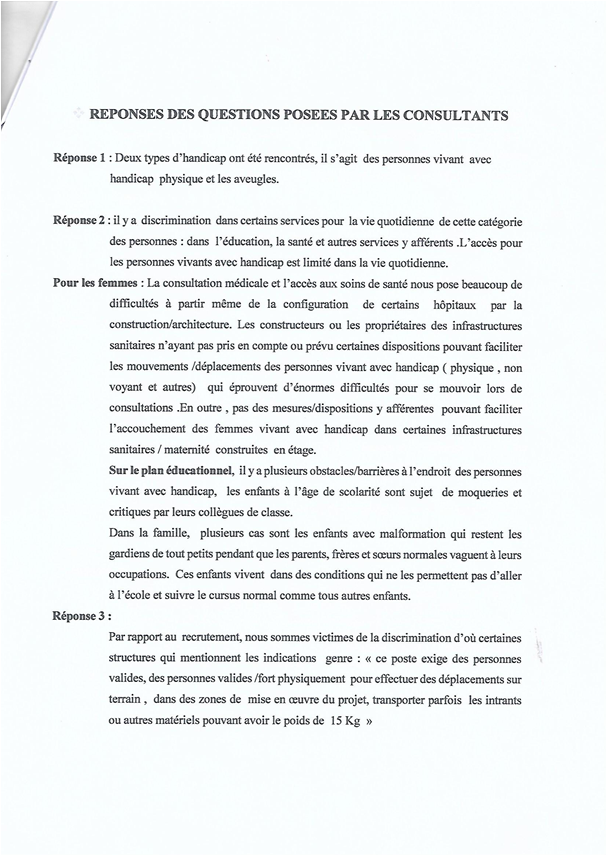 REPONSES DES QUESTIONS POSEES PAR LES CONSULTANTS
Réponse 1 : Deux types d'handicap ont été rencontrés, il s'agit des personnes vivant avec
handicap physique et les aveugles.
Réponse 2 : il y a discrimination dans certains services pour la vie quotidienne de cette catégorie
des personnes : dans l'éducation, la santé et autres services y afférents .L'accès pour
les personnes vivants avec handicap est limité dans la vie quotidienne.
Pour les femmes : La consultation médicale et l'accès aux soins de santé nous pose beaucoup de
difficultés à partir même de la configuration de certains hôpitaux par la
construction/architecture. Les constructeurs ou les propriétaires des infrastructures
sanitaires n'ayant pas pris en compte ou prévu certaines dispositions pouvant faciliter
les mouvements /déplacements des personnes vivant avec handicap ( physique , non
voyant et autres) qui éprouvent d'énormes difficultés pour se mouvoir lors de
consultations .En outre , pas des mesures/dispositions y afférentes pouvant faciliter
l'accouchement des femmes vivant avec handicap dans certaines infrastructures
sanitaires / maternité construites en étage.
Sur le plan éducationnel, il y a plusieurs obstacles/barrières à l'endroit des personnes
vivant avec handicap, les enfants à l'âge de scolarité sont sujet de moqueries et
critiques par leurs collègues de classe.
Dans la famille, plusieurs cas sont les enfants avec malformation qui restent les
gardiens de tout petits pendant que les parents, frères et sœurs normales vaguent à leurs
occupations. Ces enfants vivent dans des conditions qui ne les permettent pas d'aller
à l'école et suivre le cursus normal comme tous autres enfants.
Réponse 3 :
Par rapport au recrutement, nous sommes victimes de la discrimination d'où certaines
structures qui mentionnent les indications genre : « ce poste exige des personnes
valides, des personnes valides /fort physiquement pour effectuer des déplacements sur
terrain , dans des zones de mise en œuvre du projet, transporter parfois les intrants
ou autres matériels pouvant avoir le poids de 15 Kg »